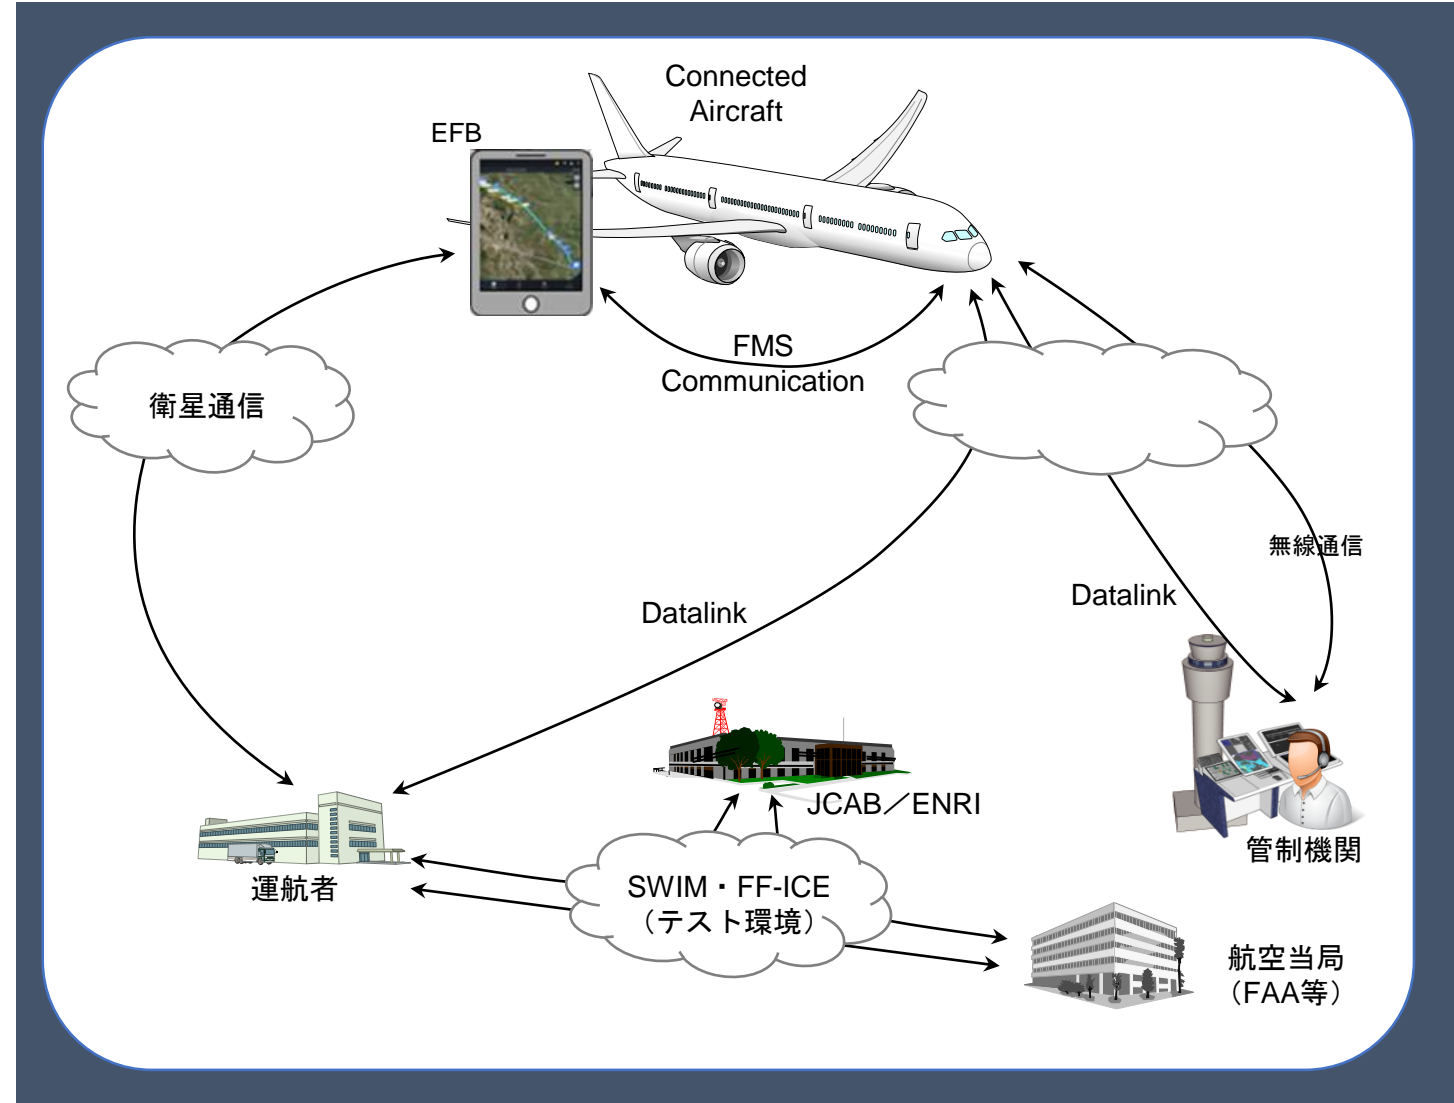 Connected
Aircraft
EFB
FMS
Communication
衛星通信
無線通信
Datalink
Datalink
JCAB／ENRI
管制機関
運航者
SWIM・FF-ICE
（テスト環境）
航空当局
（FAA等）